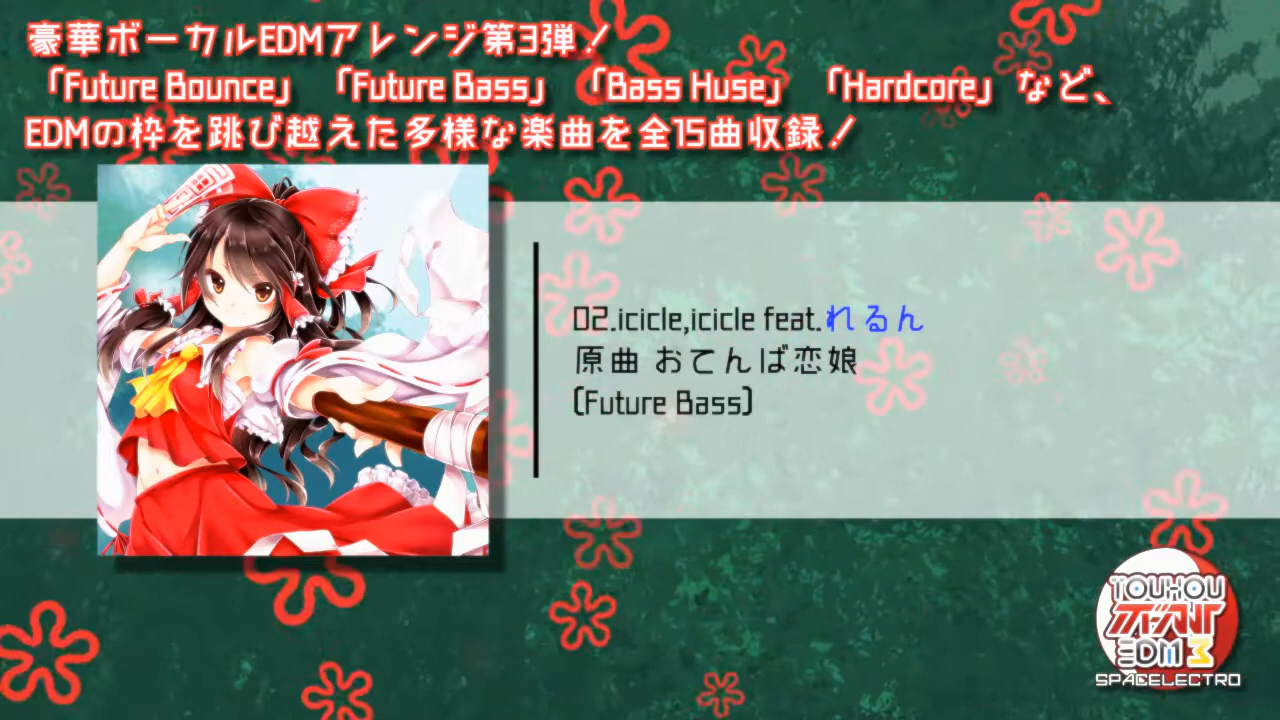 豪華ボーカルEDMアレンジ第3弾！
「Future Bounce」「Future Bass」「Bass Huse」「Hardcore」など、
EDMの枠を跳び越えた多様な楽曲を全15曲収録！
02.icicle,icicle feat.れるん
原曲 おてんば恋娘
(Future Bass)
TOUHOU
EDM 3
SPACELECTRO